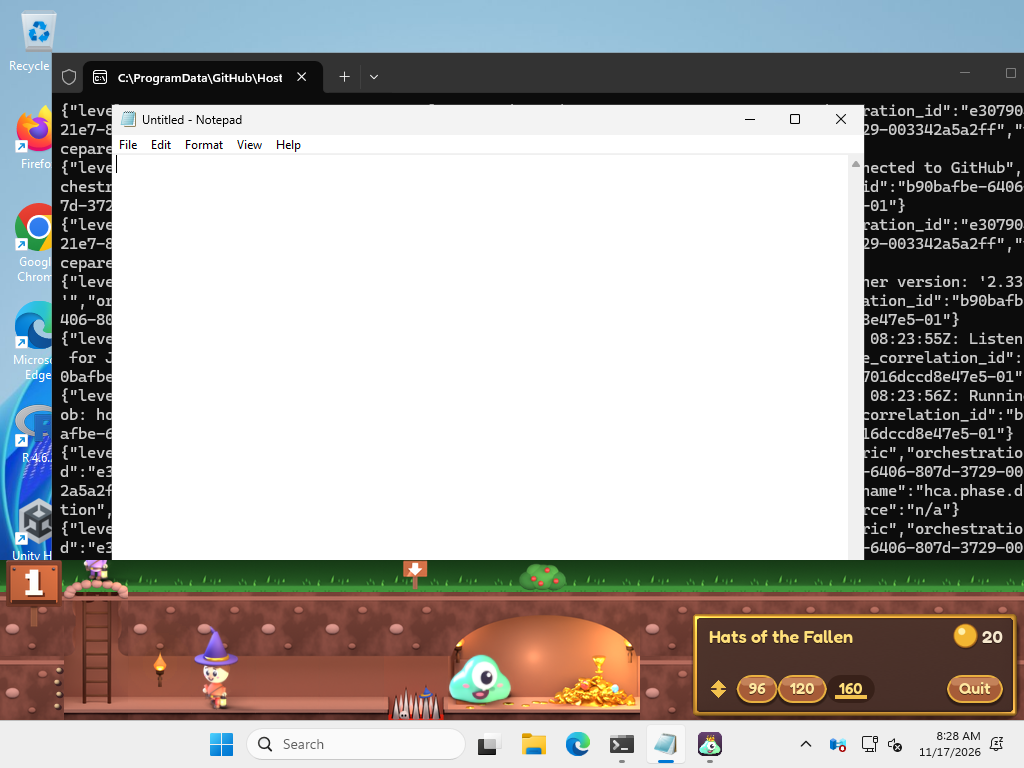 Recycle
C:\ProgramData\GitHub\Host
Untitled - Notepad
File Edit Format View Help
{"leve
ration_id":"e30790
21e7-8
29-003342a5a2ff","
cepare
{"leve
nected to GitHub",
chestr
id":"b90bafbe-6406
7d-372
-01"}
{"leve
ration_id":"e30790
21e7-8
29-003342a5a2ff","
cepare
{"leve
ner version: '2.33
'","or
ation_id":"b90bafb
406-80
8e47e5-01"}
{"leve
08:23:55Z: Listen
for J
e_correlation_id":
0bafbe
7016dccd8e47e5-01"
{"leve
08:23:56Z: Running
ob: ho
correlation_id":"b
afbe-6
16dccd8e47e5-01"}
{"leve
ric","orchestratio
d":"e3
-6406-807d-3729-00
2a5a2f
name":"hca.phase.d
tion",
rce":"n/a"}
{"leve
ric","orchestratio
d":"e3
-6406-807d-3729-00
Firefo
Googl
Chrom
Micros
Edge
R 4.6.
Unity H
1
Hats of the Fallen
20
96 120 160 Quit
Search
8:28 AM
11/17/2026